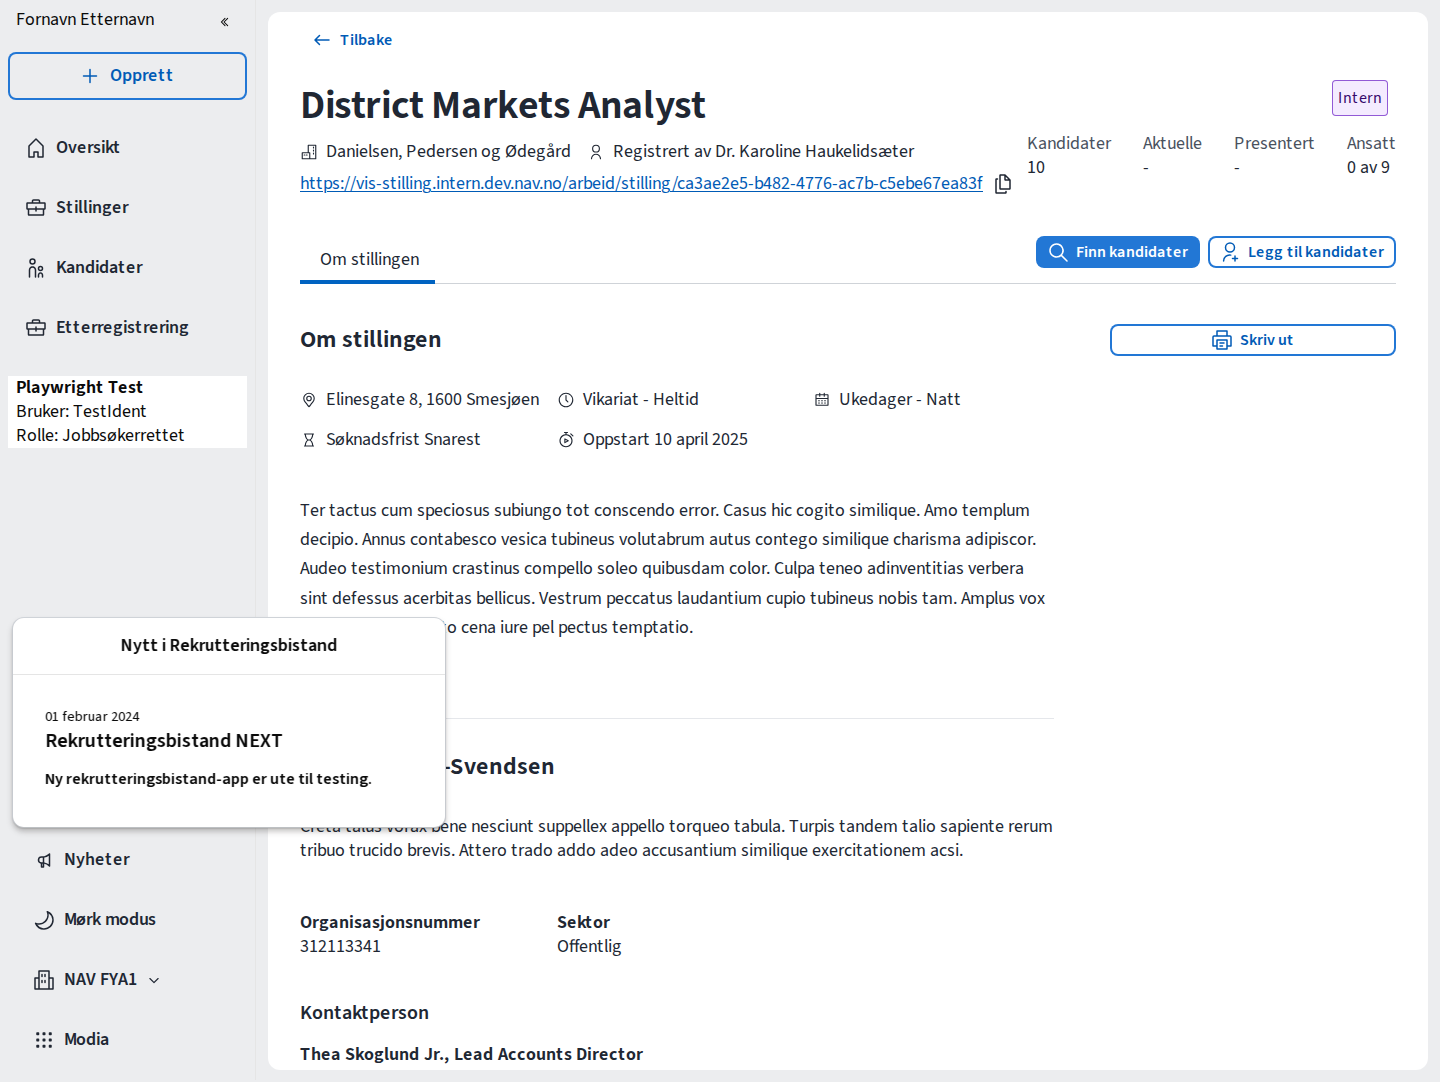 Fornavn Etternavn
Opprett
Oversikt
Stillinger
Kandidater
Etterregistrering
Playwright Test
Bruker: TestIdent
Rolle: Jobbsøkerrettet
Nytt i Rekrutteringsbistand
01 februar 2024
Rekrutteringsbistand NEXT
Ny rekrutteringsbistand-app er ute til testing.
Nyheter
Mørk modus
NAV FYA1
Modia
Tilbake
District Markets Analyst
Intern
Danielsen, Pedersen og Ødegård Registrert av Dr. Karoline Haukelidsæter
https://vis-stilling.intern.dev.nav.no/arbeid/stilling/ca3ae2e5-b482-4776-ac7b-c5ebe67ea83f
Kandidater Aktuelle Presentert Ansatt
10 - - 0 av 9
Om stillingen
Finn kandidater
Legg til kandidater
Om stillingen
Skriv ut
Elinesgate 8, 1600 Smesjøen Vikariat - Heltid Ukedager - Natt
Søknadsfrist Snarest Oppstart 10 april 2025
Ter tactus cum speciosus subiungo tot conscendo error. Casus hic cogito similique. Amo templum
decipio. Annus contabesco vesica tubineus volutabrum autus contego similique charisma adipiscor.
Audeo testimonium crastinus compello soleo quibusdam color. Culpa teneo adinventitias verbera
sint defessus acerbitas bellicus. Vestrum peccatus laudantium cupio tubineus nobis tam. Amplus vox
cena iure pel pectus temptatio.
-Svendsen
bene nesciunt suppellex appello torqueo tabula. Turpis tandem talio sapiente rerum
tribuo trucido brevis. Attero trado addo adeo accusantium similique exercitationem acsi.
Organisasjonsnummer Sektor
312113341 Offentlig
Kontaktperson
Thea Skoglund Jr., Lead Accounts Director